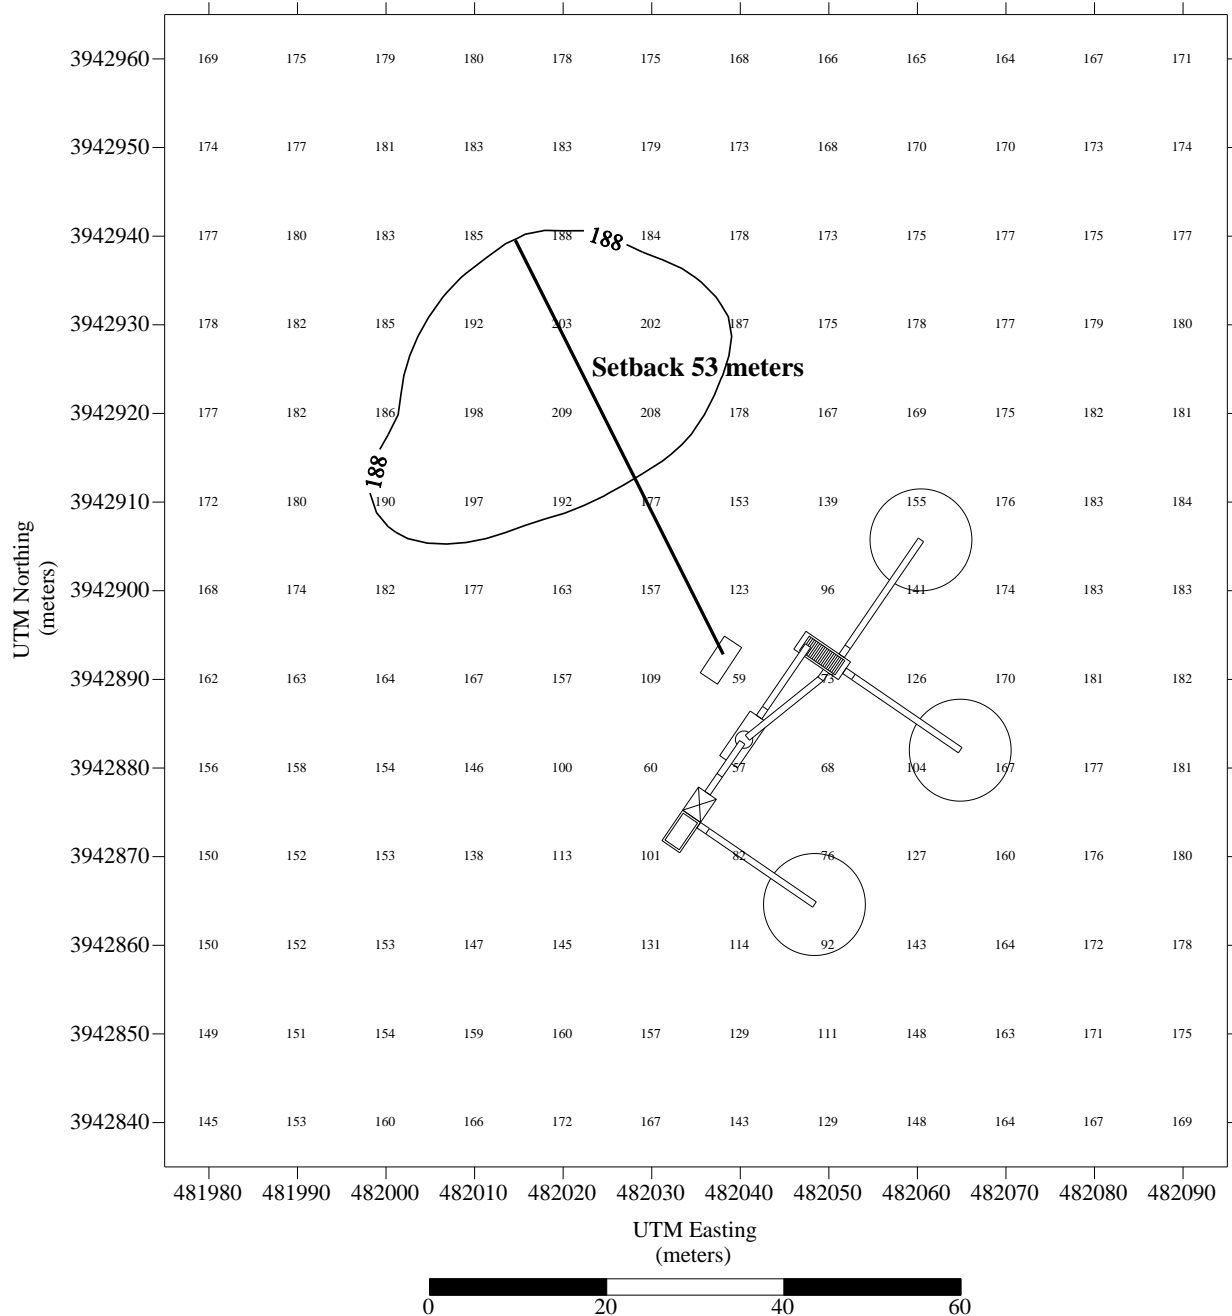 3942960 169 175 179 180 178 175 168 166 165 164 167 171
3942950 174 177 181 183 183 179 173 168 170 170 173 174
188
3942940 177 180 183 185 188 184 178 173 175 177 175 177
3942930 178 182 185 192 203 202 187 175 178 177 179 180
Setback 53 meters
3942920 177 182 186 198 209 208 178 167 169 175 182 181
188
3942910 172 180 190 197 192 177 153 139 155 176 183 184
3942900 168 174 182 177 163 157 123 96 141 174 183 183
3942890 162 163 164 167 157 109 59 73 126 170 181 182
3942880 156 158 154 146 100 60 57 68 104 167 177 181
3942870 150 152 153 138 113 101 82 76 127 160 176 180
3942860 150 152 153 147 145 131 114 92 143 164 172 178
3942850 149 151 154 159 160 157 129 111 148 163 171 175
3942840 145 153 160 166 172 167 143 129 148 164 167 169
UTM Northing
(meters)
481980 481990 482000 482010 482020 482030 482040 482050 482060 482070 482080 482090
UTM Easting
(meters)
0 20 40 60